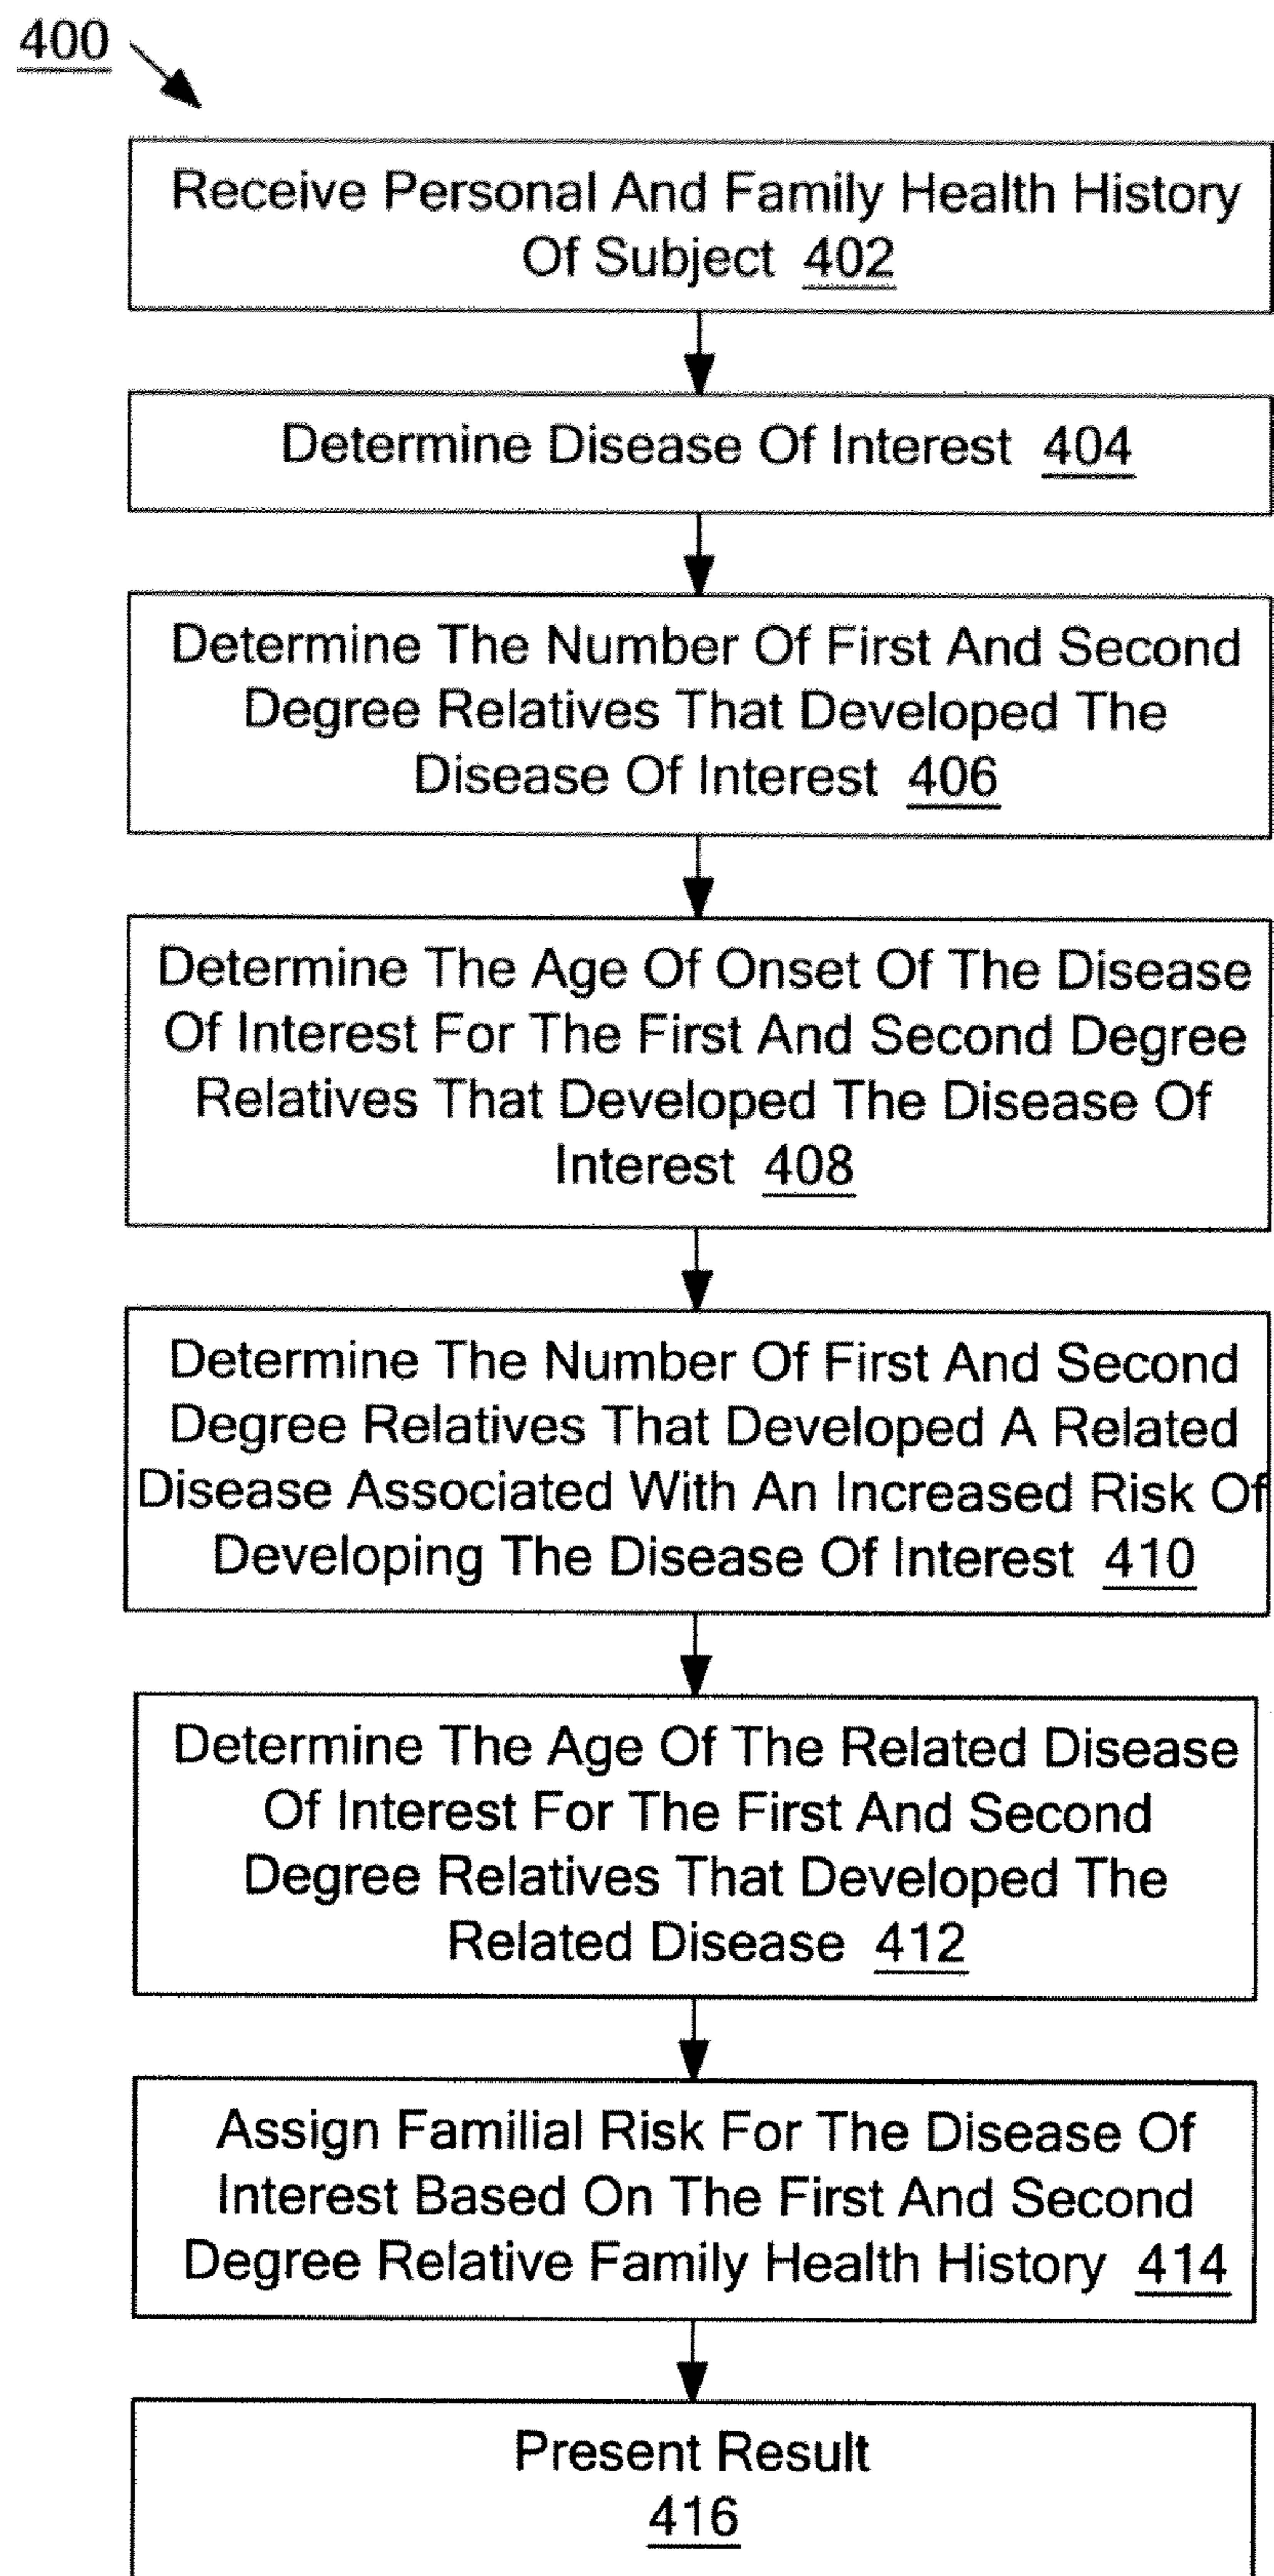 400
Receive Personal And Family Health History
Of Subject 402
Determine Disease Of Interest 404
Determine The Number Of First And Second
Degree Relatives That Developed The
Disease Of Interest 406
Determine The Age Of Onset Of The Disease
Of Interest For The First And Second Degree
Relatives That Developed The Disease Of
Interest 408
Determine The Number Of First And Second
Degree Relatives That Developed A Related
Disease Associated With An Increased Risk Of
Developing The Disease Of Interest 410
Determine The Age Of The Related Disease
Of Interest For The First And Second
Degree Relatives That Developed The
Related Disease 412
Assign Familial Risk For The Disease Of
Interest Based On The First And Second
Degree Relative Family Health History 414
Present Result
416